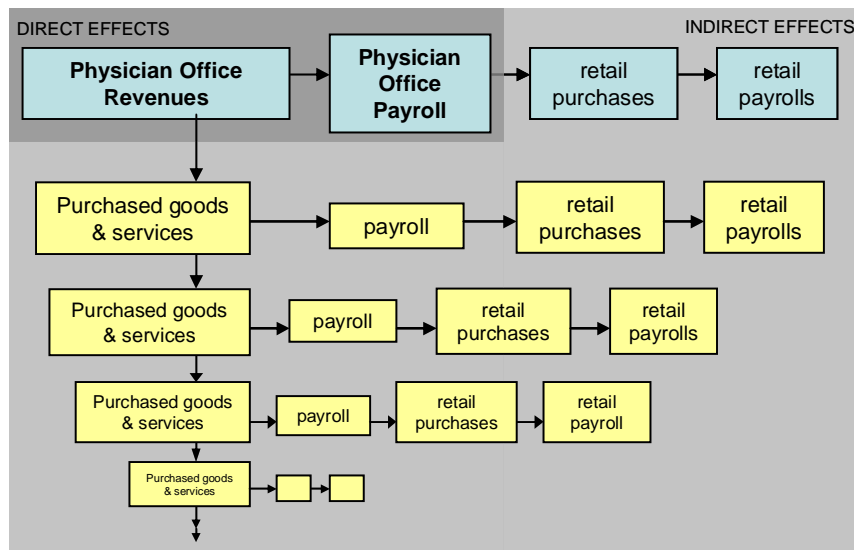 DIRECT EFFECTS
INDIRECT EFFECTS
Physician Office
Revenues
Physician
Office
Payroll
retail
purchases
retail
payrolls
Purchased goods
& services
payroll
retail
purchases
retail
payrolls
Purchased goods
& services
payroll
retail
purchases
retail
payrolls
Purchased goods
& services
payroll
retail
purchases
retail
payroll
Purchased goods
& services